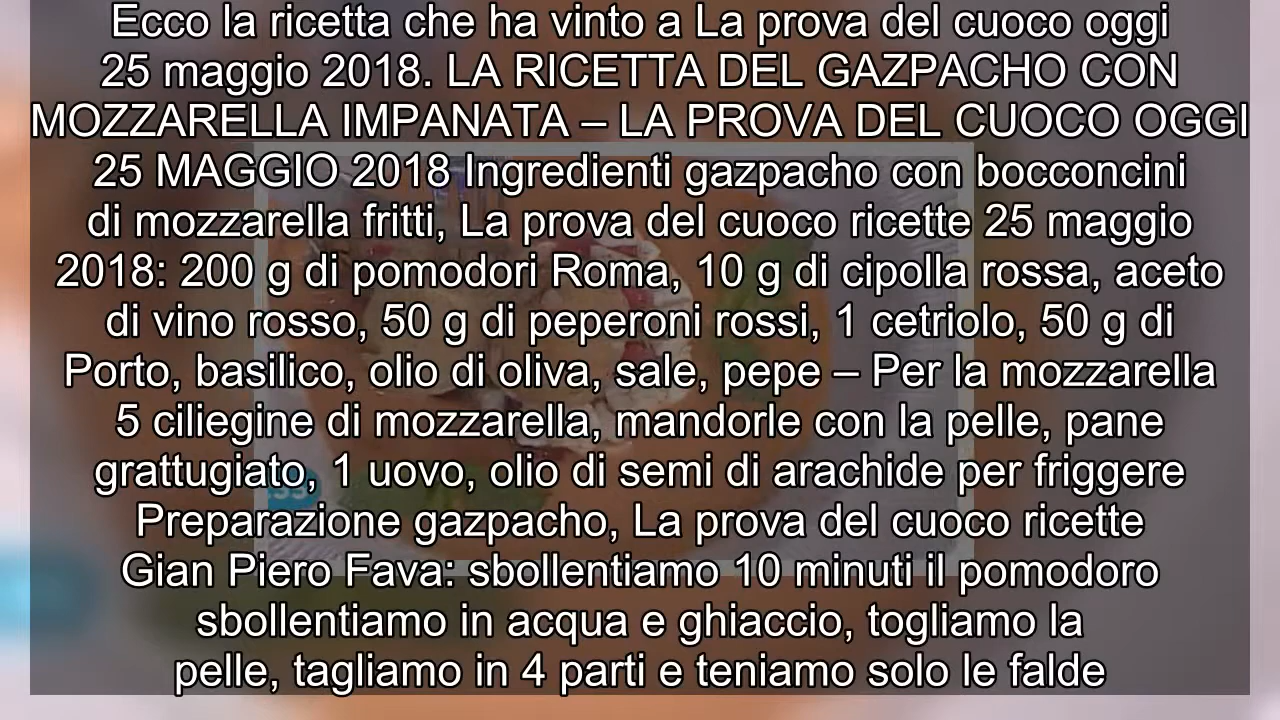 Ecco la ricetta che ha vinto a La prova del cuoco oggi
25 maggio 2018. LA RICETTA DEL GAZPACHO CON
MOZZARELLA IMPANATA – LA PROVA DEL CUOCO OGGI
25 MAGGIO 2018 Ingredienti gazpacho con bocconcini
di mozzarella fritti, La prova del cuoco ricette 25 maggio
2018: 200 g di pomodori Roma, 10 g di cipolla rossa, aceto
di vino rosso, 50 g di peperoni rossi, 1 cetriolo, 50 g di
Porto, basilico, olio di oliva, sale, pepe – Per la mozzarella
5 ciliegine di mozzarella, mandorle con la pelle, pane
grattugiato, 1 uovo, olio di semi di arachide per friggere
Preparazione gazpacho, La prova del cuoco ricette
Gian Piero Fava: sbollentiamo 10 minuti il pomodoro
sbollentiamo in acqua e ghiaccio, togliamo la
pelle, tagliamo in 4 parti e teniamo solo le falde